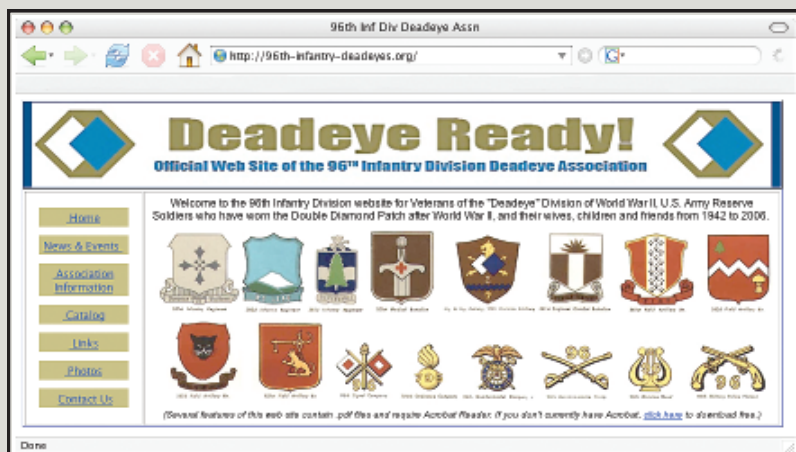 96th Inf Div Deadeye Assn
http://96th-infantry-deadeyes.org/
G
Deadeye Ready!
Official Web Site of the 96TH Infantry Division Deadeye Association
Home
News & Events
Association
Information
Catalog
Links
Photos
Contact Us
Welcome to the 96th Infantry Division website for Veterans of the "Deadeye" Division of World War II, U.S. Army Reserve
Soldiers who have worn the Double Diamond Patch after World War II, and their wives, children and friends from 1942 to 2006.
96
96
(Several features of this web site contain .pdf files and require Acrobat Reader. If you don't currently have Acrobat, click here to download free.)
Done